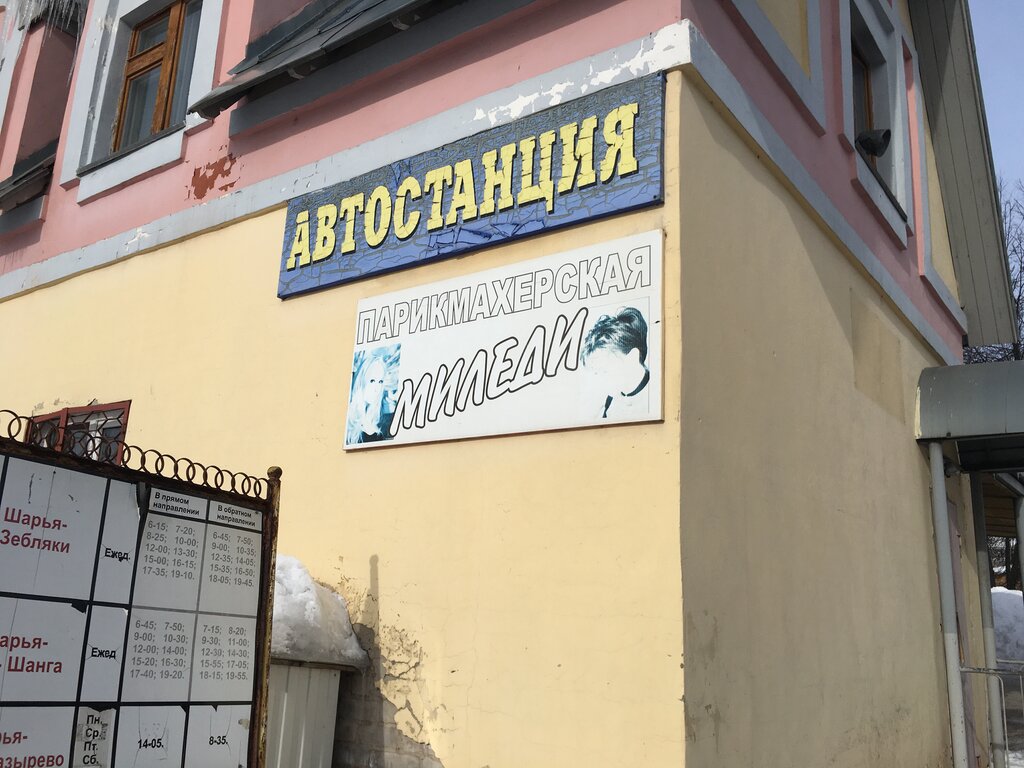 АВТОСТАНЦИЯ
ПАРИКМАХЕРСКАЯ
МИЛЕДИ
В прямом
направлении
В обратном
направлении
Шарья-
Зебляки
Ежед.
6-15; 7-20;
8-25; 10-00;
12-00; 13-30;
15-00; 16-15;
17-35; 19-10.
6-45; 7-50;
9-00; 10-35;
12-35; 14-05;
15-35; 16-50;
18-05; 19-45.
арья-
Шанга
Ежед
6-45; 7-50;
9-00; 10-30;
12-00; 14-00;
15-20; 16-30;
17-40; 19-20.
7-15; 8-20;
9-30; 11-00;
12-30; 14-30;
15-55; 17-05;
18-15; 19-55.
рья-
азырево
Пн.
Ср.
Пт.
Сб.
14-05.
8-35.